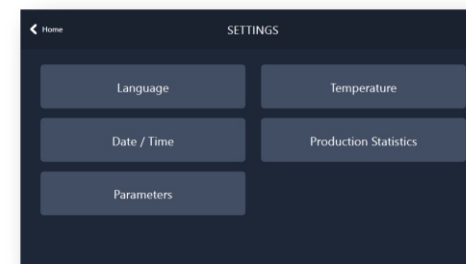 Home
SETTINGS
Language
Temperature
Date / Time
Production Statistics
Parameters